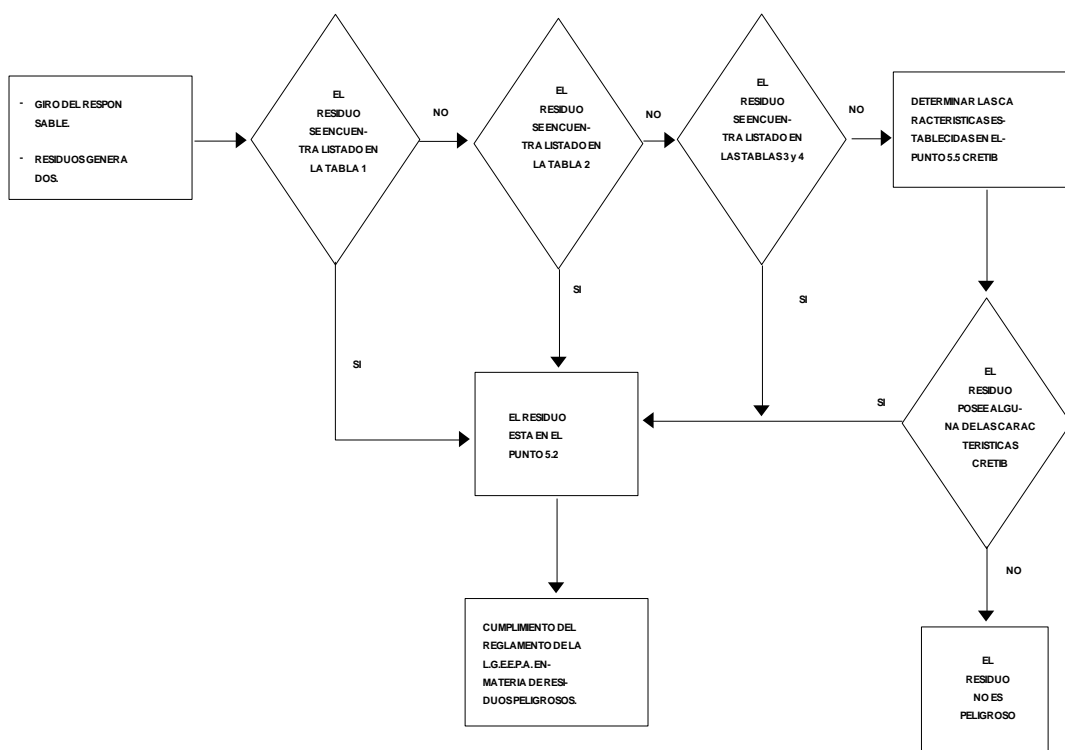 - GIRO DEL RESPON
SABLE.
- RESIDUOS GENERA
DOS.
EL
RESIDUO
SE ENCUEN-
TRA LISTADO EN
LA TABLA 1
NO
EL
RESIDUO
SE ENCUEN-
TRA LISTADO EN
LA TABLA 2
NO
EL
RESIDUO
SE ENCUEN-
TRA LISTADO EN
LAS TABLAS 3 y 4
NO
DETERMINAR LAS CA
RACTERISTICAS ES-
TABLECIDAS EN EL-
PUNTO 5.5 CRETIB
SI
SI
SI
EL RESIDUO
ESTA EN EL
PUNTO 5.2
SI
EL
RESIDUO
POSEE ALGU-
NA DE LAS CARAC
TERISTICAS
CRETIB
NO
CUMPLIMIENTO DEL
REGLAMENTO DE LA
L.G.E.E.P.A. EN-
MATERIA DE RESI-
DUOS PELIGROSOS.
EL
RESIDUO
NO ES
PELIGROSO